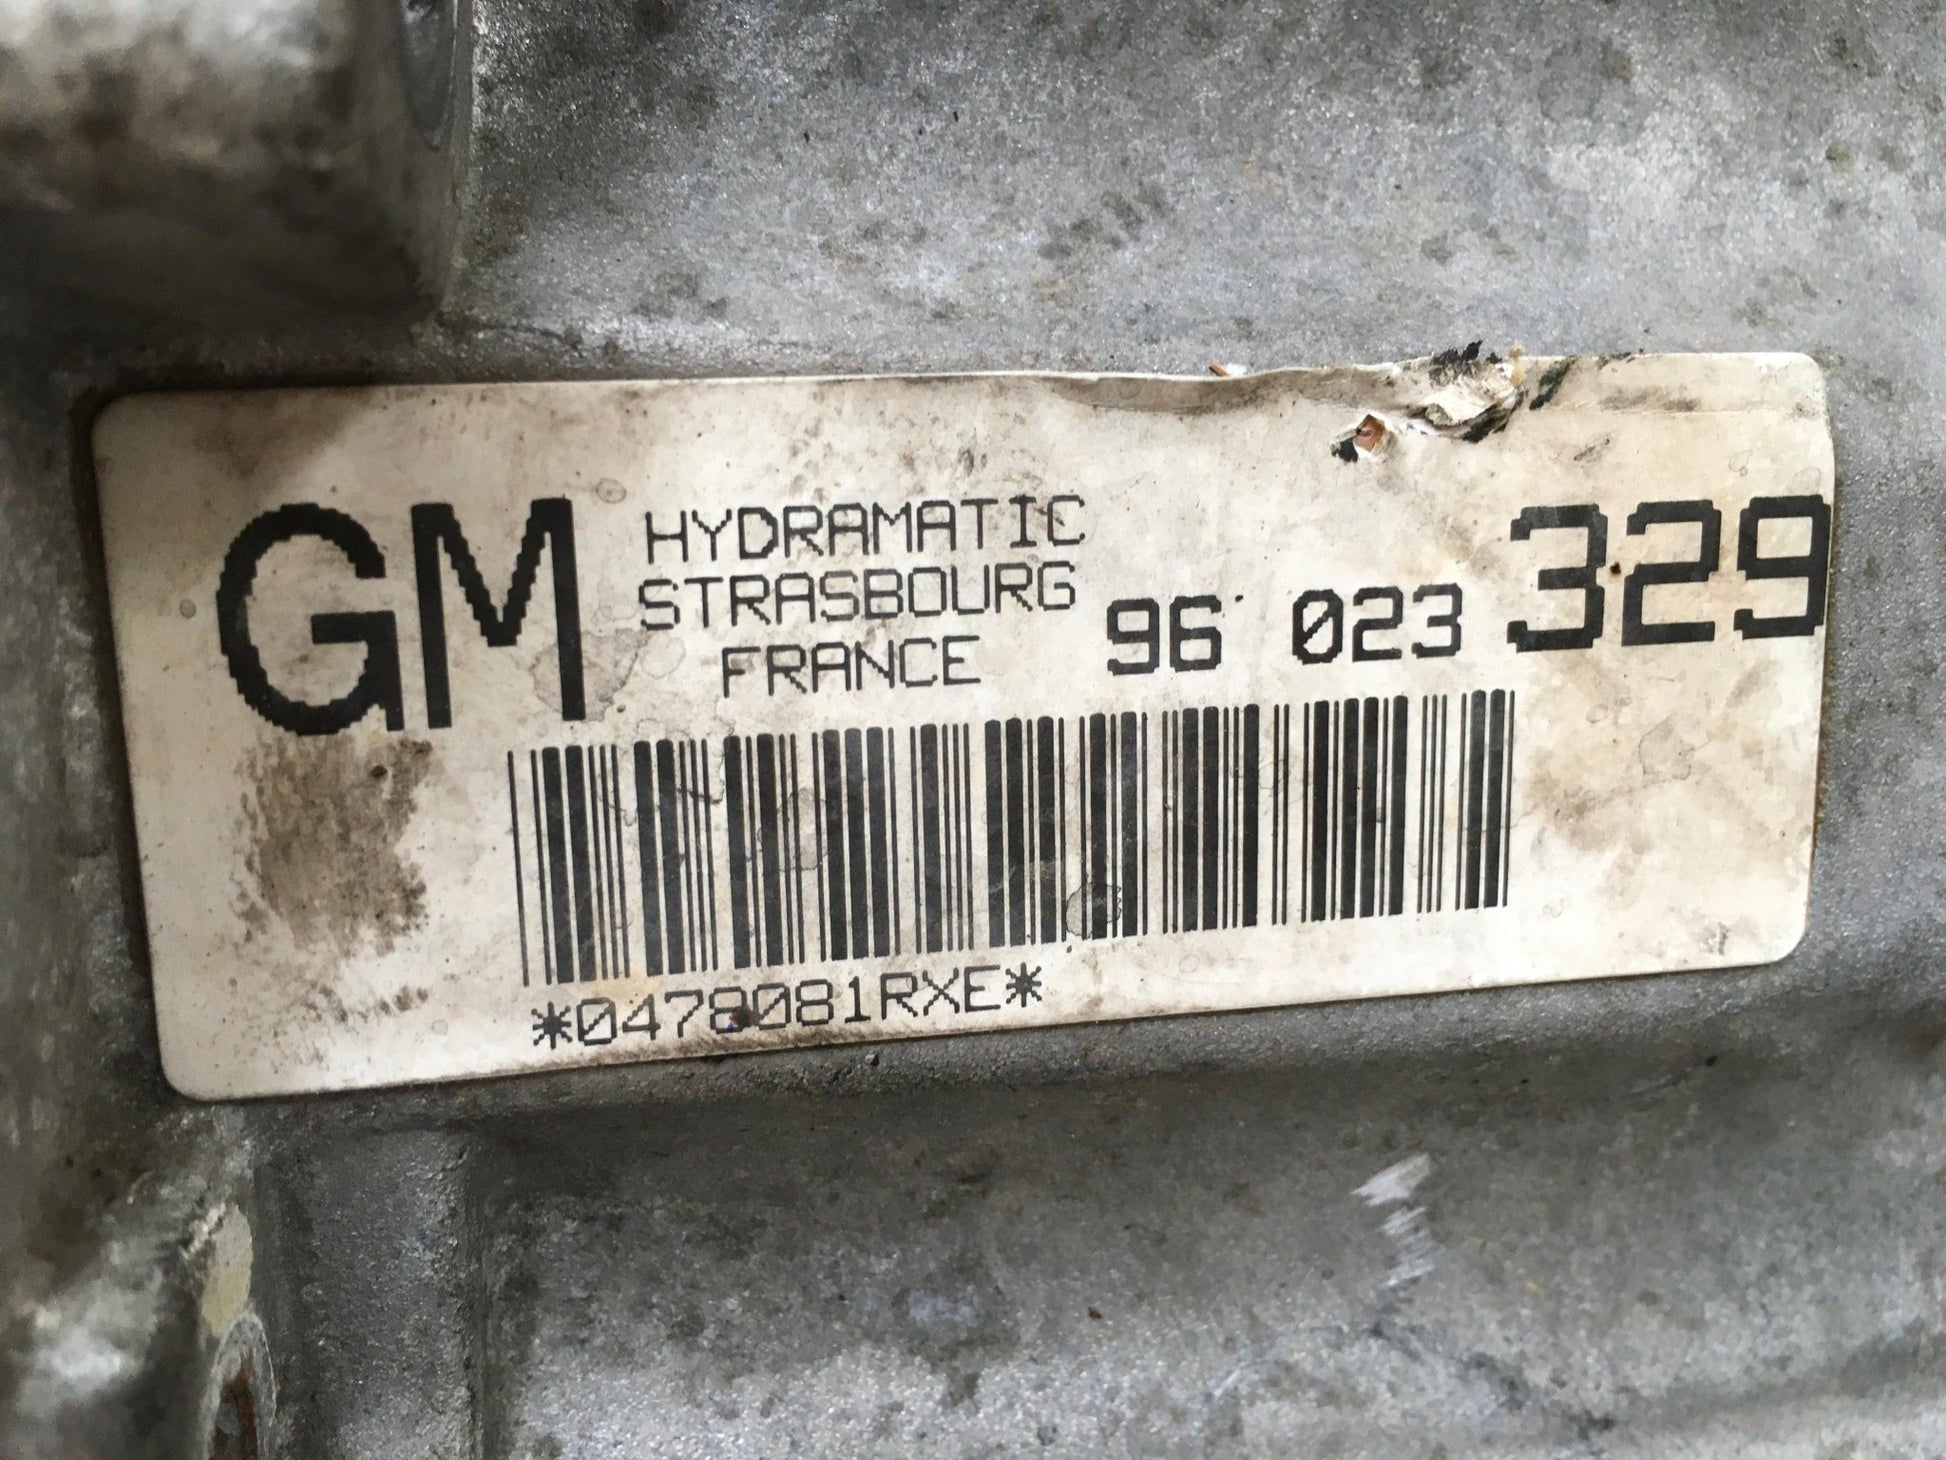 GM HYDRAMATIC
STRASBOURG
FRANCE
96 023 329
*0478081RXE*